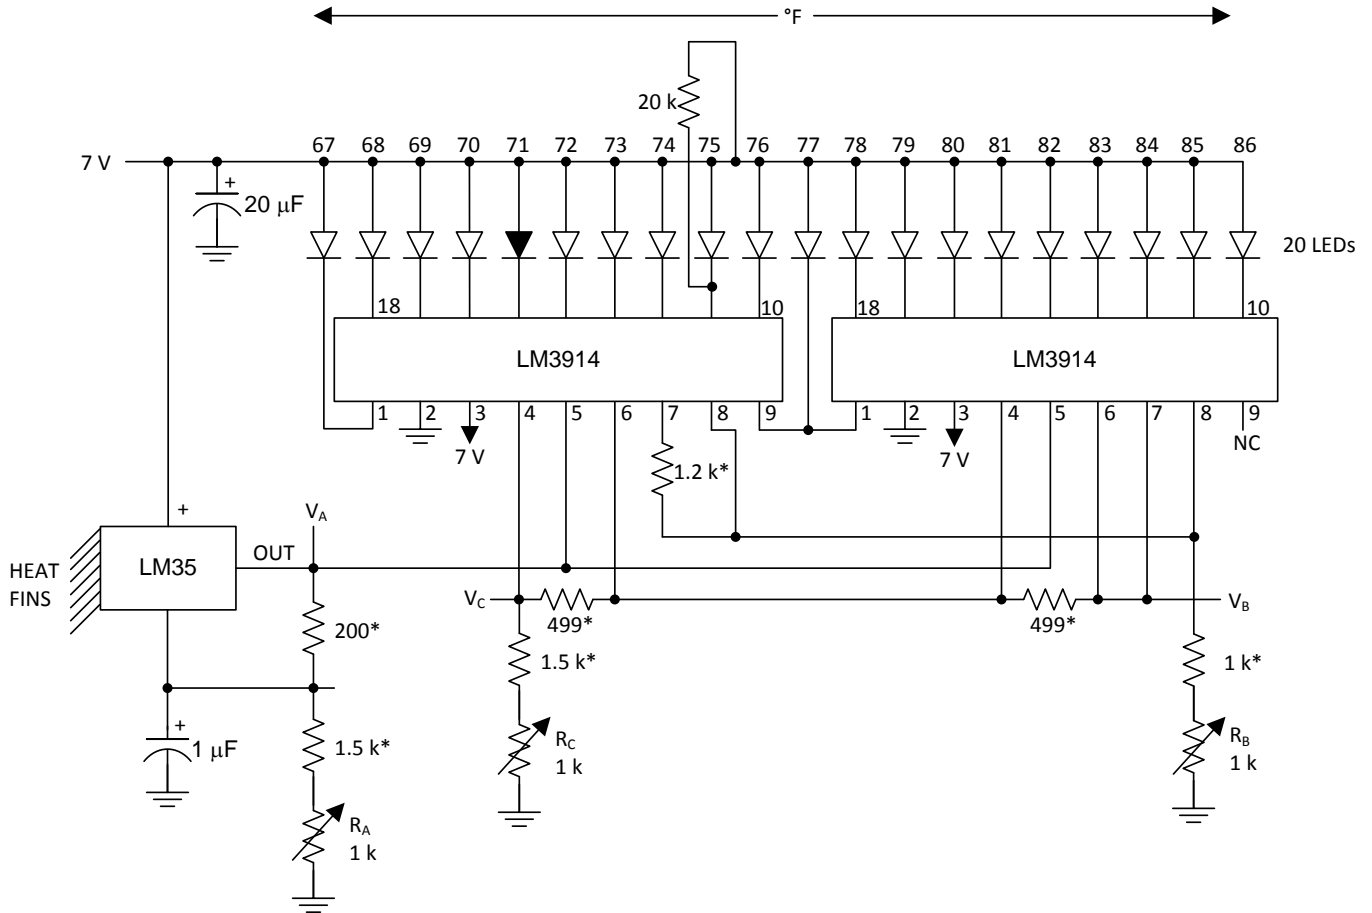 °F
20 k
67 68 69 70 71 72 73 74 75 76 77 78 79 80 81 82 83 84 85 86
7 V
+
20 μF
20 LEDs
18 10 18 10
LM3914 LM3914
1 2 3 4 5 6 7 8 9 1 2 3 4 5 6 7 8 9
7 V 7 V NC
1.2 k*
+
V_A
LM35 OUT
HEAT
FINS
V_C V_B
499* 499*
200*
1.5 k* 1 k*
+
1 μF
1.5 k*
R_C
1 k
R_B
1 k
R_A
1 k